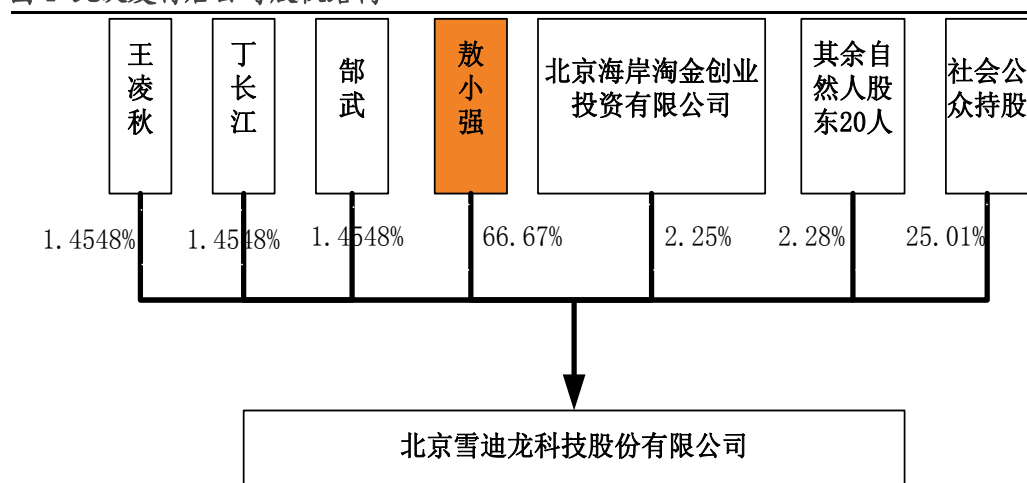 王凌秋
丁长江
郜武
敖小强
北京海岸淘金创业
投资有限公司
其余自
然人股
东20人
社会公
众持股
1.4548%
1.4548%
1.4548%
66.67%
2.25%
2.28%
25.01%
北京雪迪龙科技股份有限公司